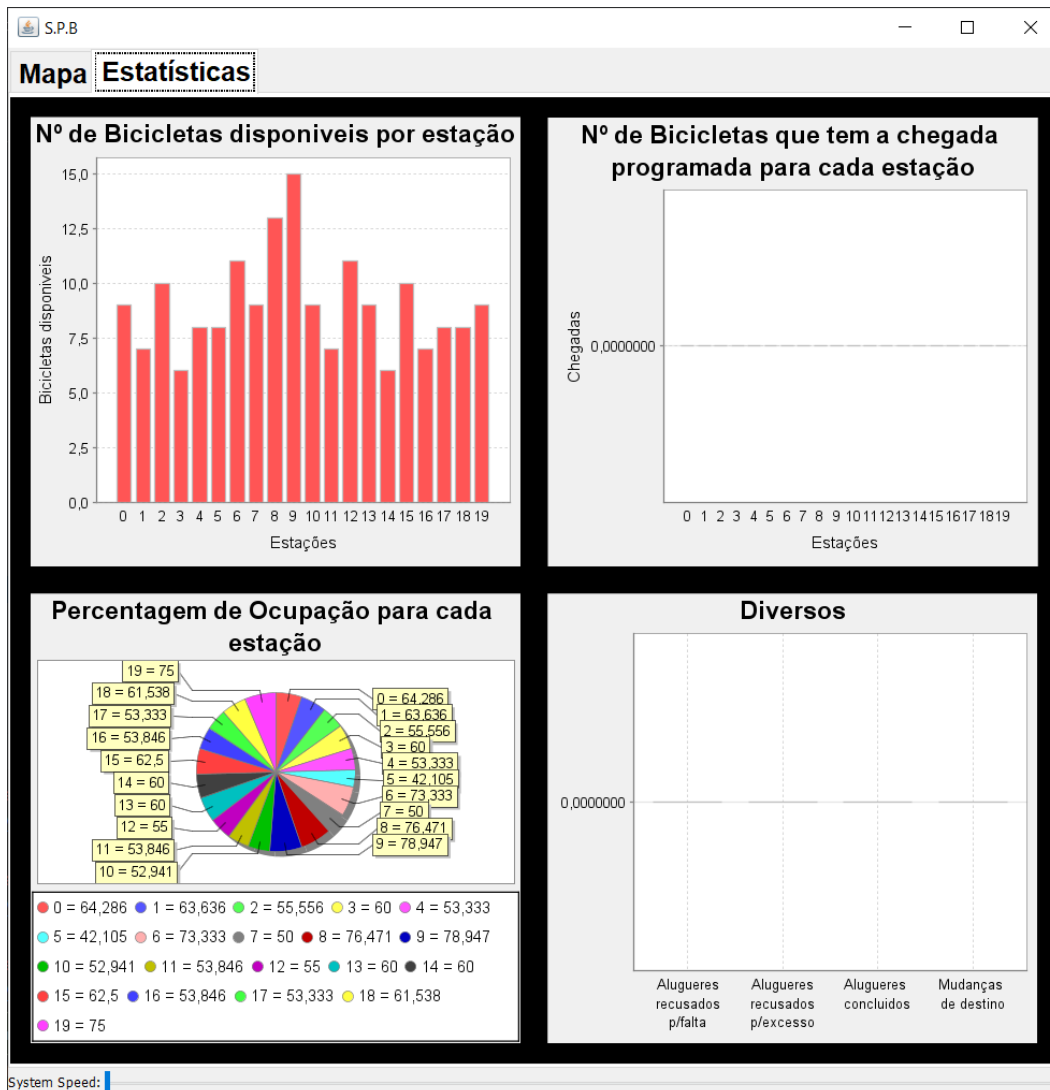 S.P.B
Mapa Estatísticas
Nº de Bicicletas disponiveis por estação
15,0
12,5
10,0
7,5
5,0
2,5
0,0
Bicicletas disponiveis
0 1 2 3 4 5 6 7 8 9 10 11 12 13 14 15 16 17 18 19
Estações
Nº de Bicicletas que tem a chegada
programada para cada estação
Chegadas
0,0000000
0 1 2 3 4 5 6 7 8 9 10 11 12 13 14 15 16 17 18 19
Estações
Percentagem de Ocupação para cada
estação
19 = 75
18 = 61,538
17 = 53,333
16 = 53,846
15 = 62,5
14 = 60
13 = 60
12 = 55
11 = 53,846
10 = 52,941
0 = 64,286
1 = 63,636
2 = 55,556
3 = 60
4 = 53,333
5 = 42,105
6 = 73,333
7 = 50
8 = 76,471
9 = 78,947
0 = 64,286 1 = 63,636 2 = 55,556 3 = 60 4 = 53,333
5 = 42,105 6 = 73,333 7 = 50 8 = 76,471 9 = 78,947
10 = 52,941 11 = 53,846 12 = 55 13 = 60 14 = 60
15 = 62,5 16 = 53,846 17 = 53,333 18 = 61,538
19 = 75
Diversos
0,0000000
Alugueres
recusados
p/falta
Alugueres
recusados
p/excesso
Alugueres
concluidos
Mudanças
de destino
System Speed: